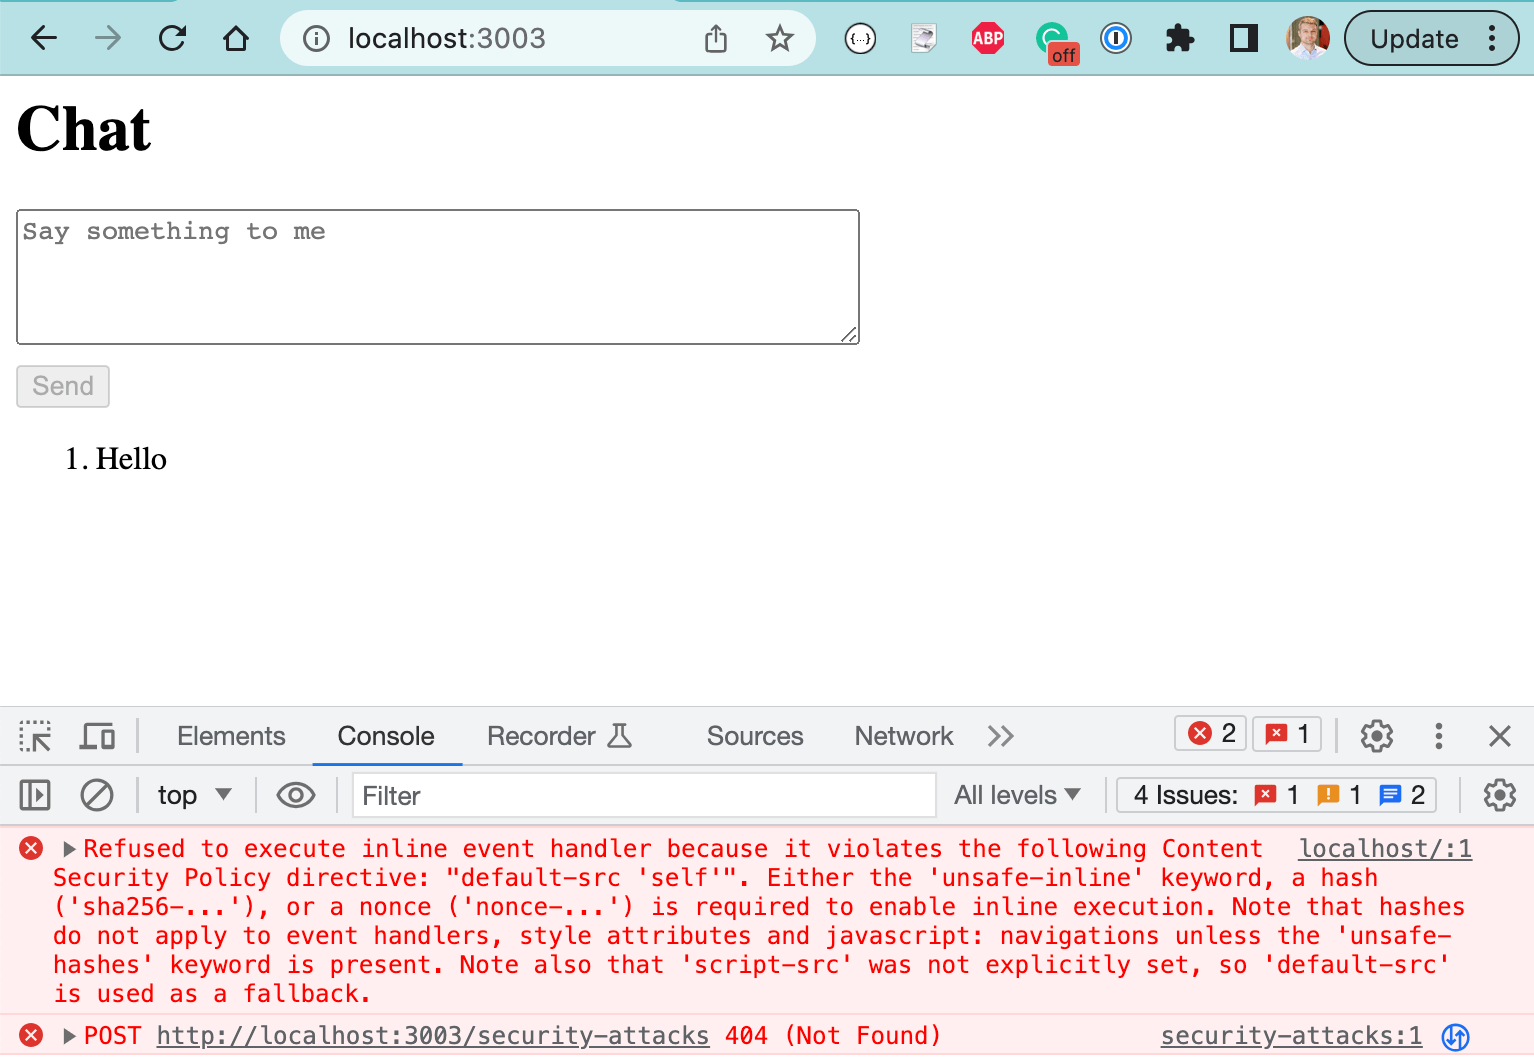 localhost:3003
{...}
ABP
off
Update
Chat
Say something to me
Send
1. Hello
Elements Console Recorder Sources Network 2 1
top Filter All levels 4 Issues: 1 1 2
Refused to execute inline event handler because it violates the following Content localhost/:1
Security Policy directive: "default-src 'self'". Either the 'unsafe-inline' keyword, a hash
('sha256-...'), or a nonce ('nonce-...') is required to enable inline execution. Note that hashes
do not apply to event handlers, style attributes and javascript: navigations unless the 'unsafe-
hashes' keyword is present. Note also that 'script-src' was not explicitly set, so 'default-src'
is used as a fallback.
POST http://localhost:3003/security-attacks 404 (Not Found) security-attacks:1